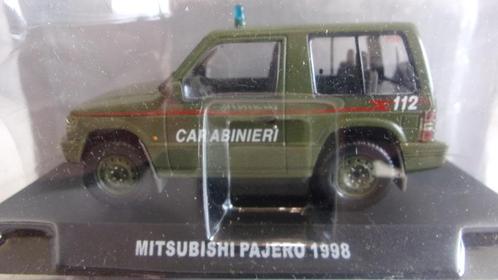 112
CARABINIERI
MITSUBISHI PAJERO 1998